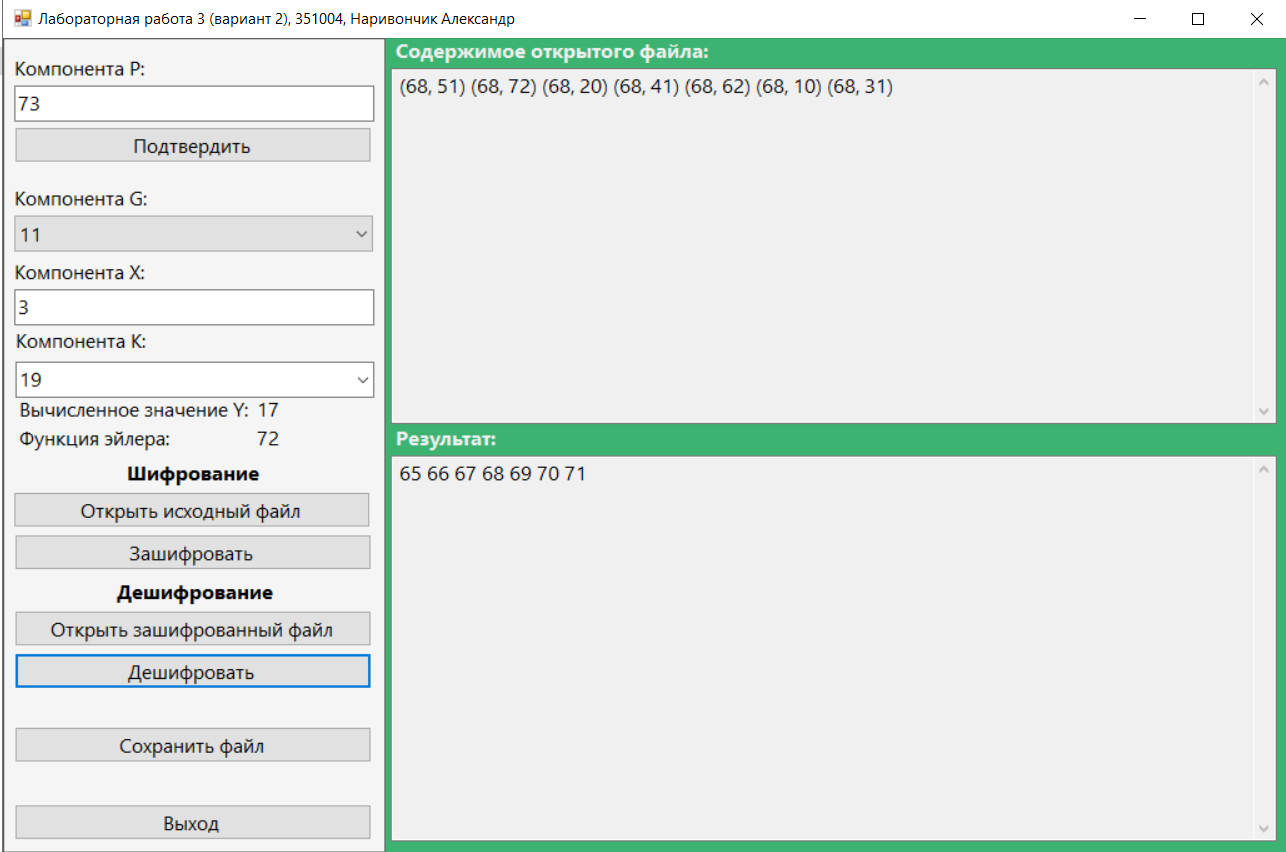 Лабораторная работа 3 (вариант 2), 351004, Наривончик Александр
Компонента P:
73
Подтвердить
Компонента G:
11
Компонента X:
3
Компонента К:
19
Вычисленное значение Y: 17
Функция эйлера: 72
Шифрование
Открыть исходный файл
Зашифровать
Дешифрование
Открыть зашифрованный файл
Дешифровать
Сохранить файл
Выход
Содержимое открытого файла:
(68, 51) (68, 72) (68, 20) (68, 41) (68, 62) (68, 10) (68, 31)
Результат:
65 66 67 68 69 70 71